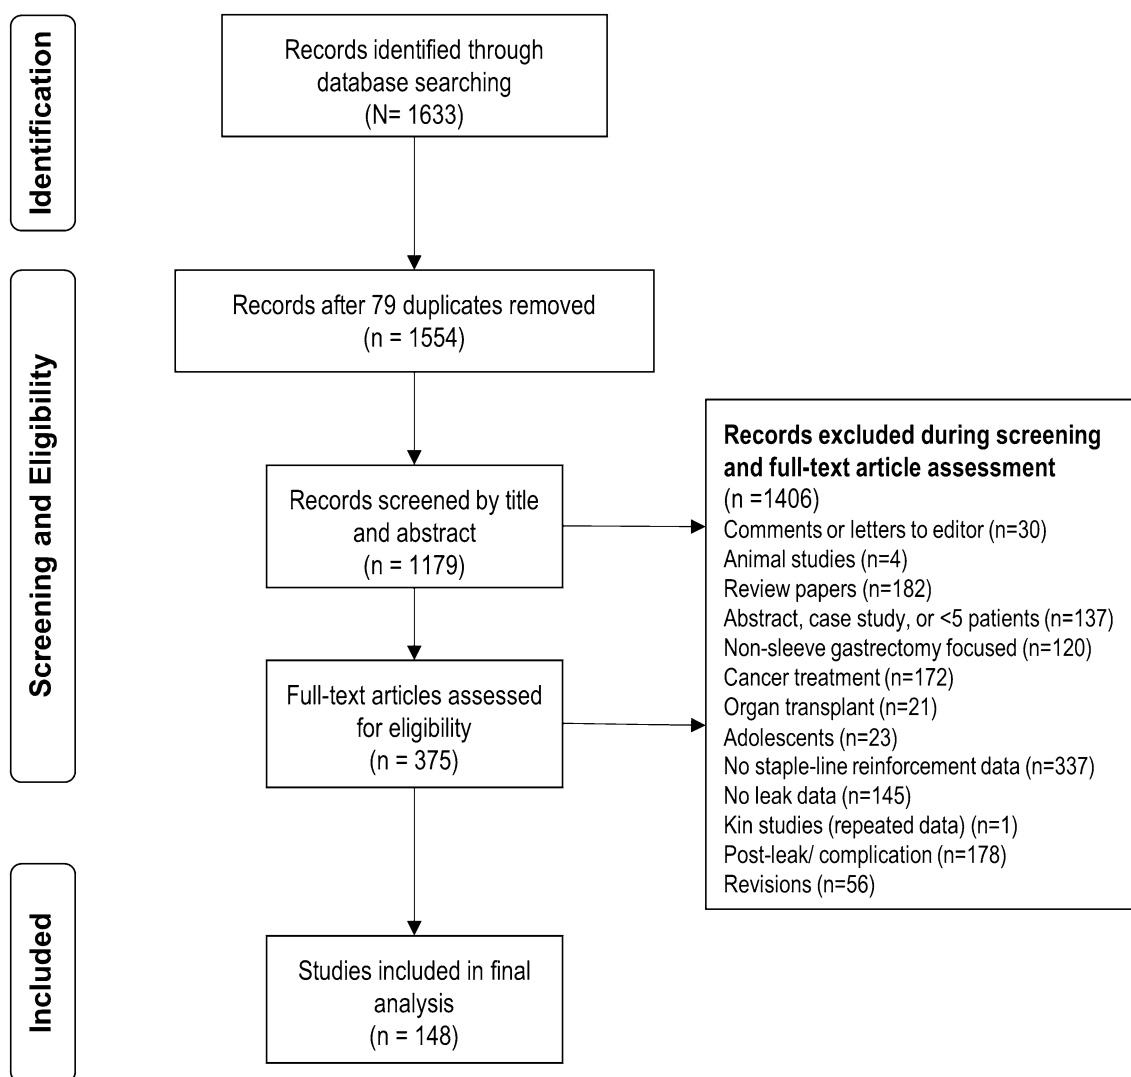 Identification
Records identified through
database searching
(N= 1633)
Screening and Eligibility
Records after 79 duplicates removed
(n = 1554)
Records screened by title
and abstract
(n = 1179)
Full-text articles assessed
for eligibility
(n = 375)
Records excluded during screening
and full-text article assessment
(n =1406)
Comments or letters to editor (n=30)
Animal studies (n=4)
Review papers (n=182)
Abstract, case study, or <5 patients (n=137)
Non-sleeve gastrectomy focused (n=120)
Cancer treatment (n=172)
Organ transplant (n=21)
Adolescents (n=23)
No staple-line reinforcement data (n=337)
No leak data (n=145)
Kin studies (repeated data) (n=1)
Post-leak/ complication (n=178)
Revisions (n=56)
Included
Studies included in final
analysis
(n = 148)